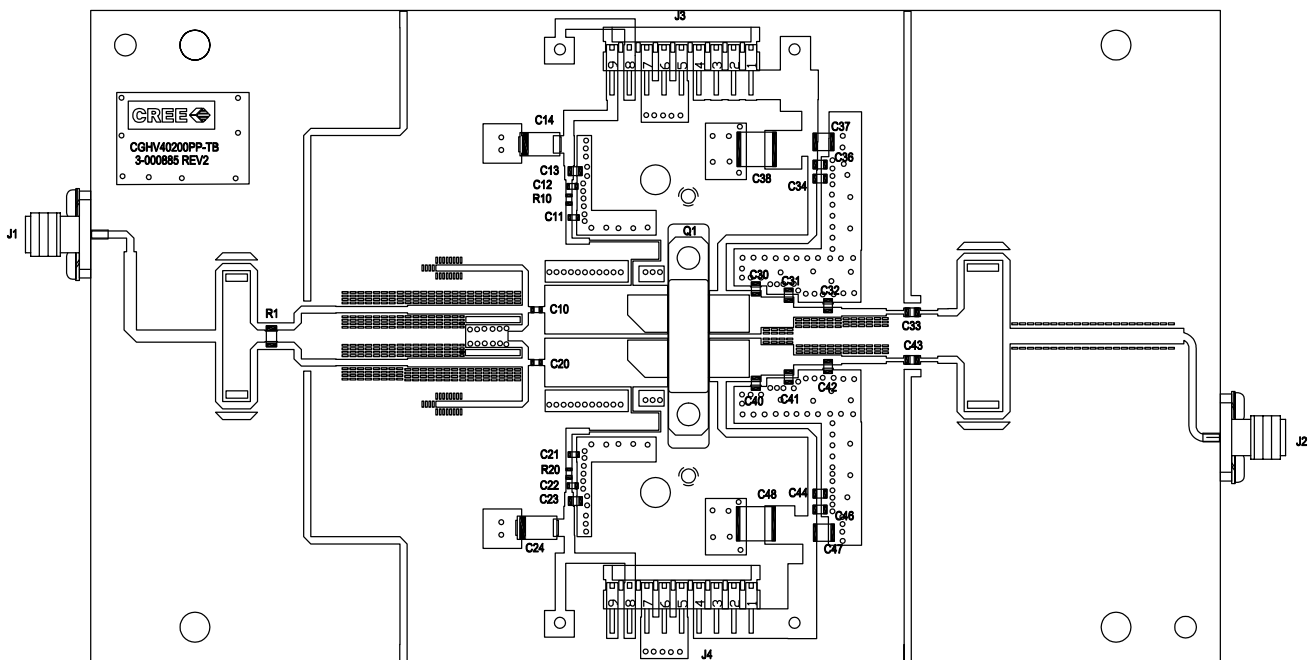 J3
9 8 7 6 5 4 3 2 1
CREE
CGHV40200PP-TB
3-000885 REV2
C14
C37
C13
C36
C38
C34
C12
R10
C11
J1
Q1
C30
C31
C32
R1
C10
C33
C20
C43
C42
C41
C40
J2
C21
R20
C22
C23
C44
C48
C46
C24
C47
9 8 7 6 5 4 3 2 1
J4